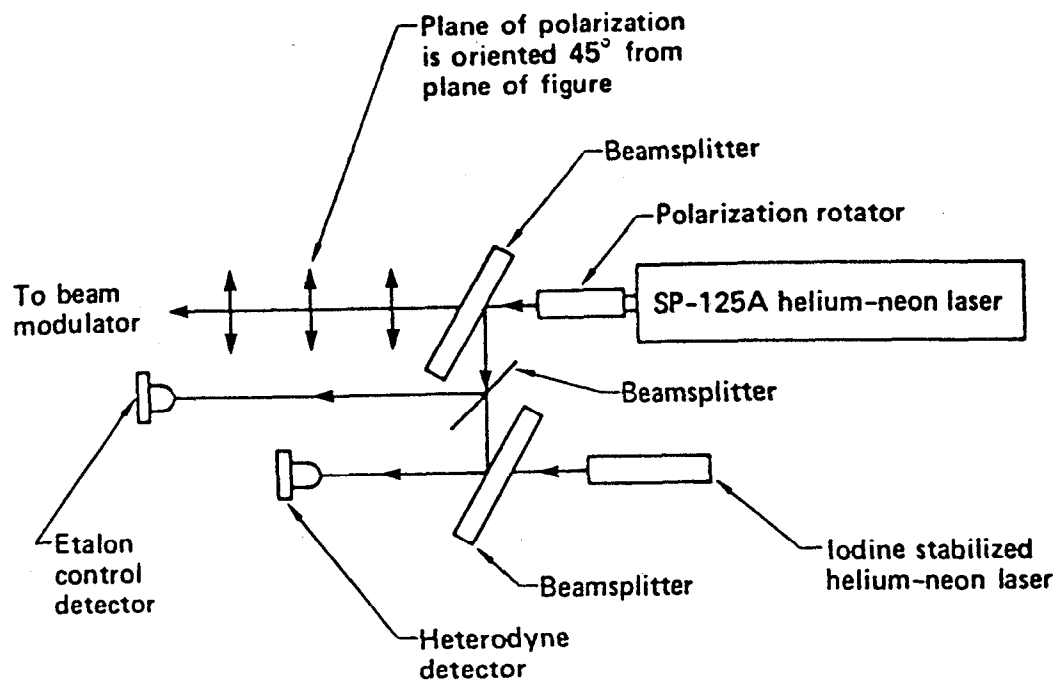 Plane of polarization
is oriented 45° from
plane of figure
Beamsplitter
Polarization rotator
To beam
modulator
SP-125A helium-neon laser
Beamsplitter
Etalon
control
detector
Beamsplitter
Iodine stabilized
helium-neon laser
Heterodyne
detector